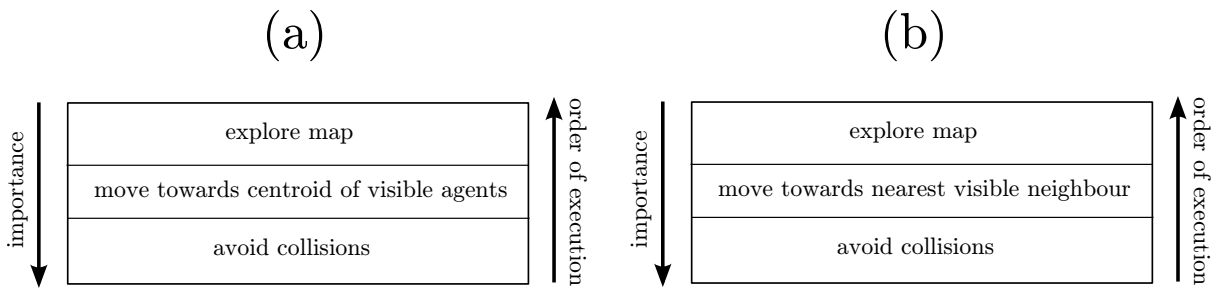 (a)
importance
explore map
move towards centroid of visible agents
avoid collisions
order of execution
(b)
importance
explore map
move towards nearest visible neighbour
avoid collisions
order of execution